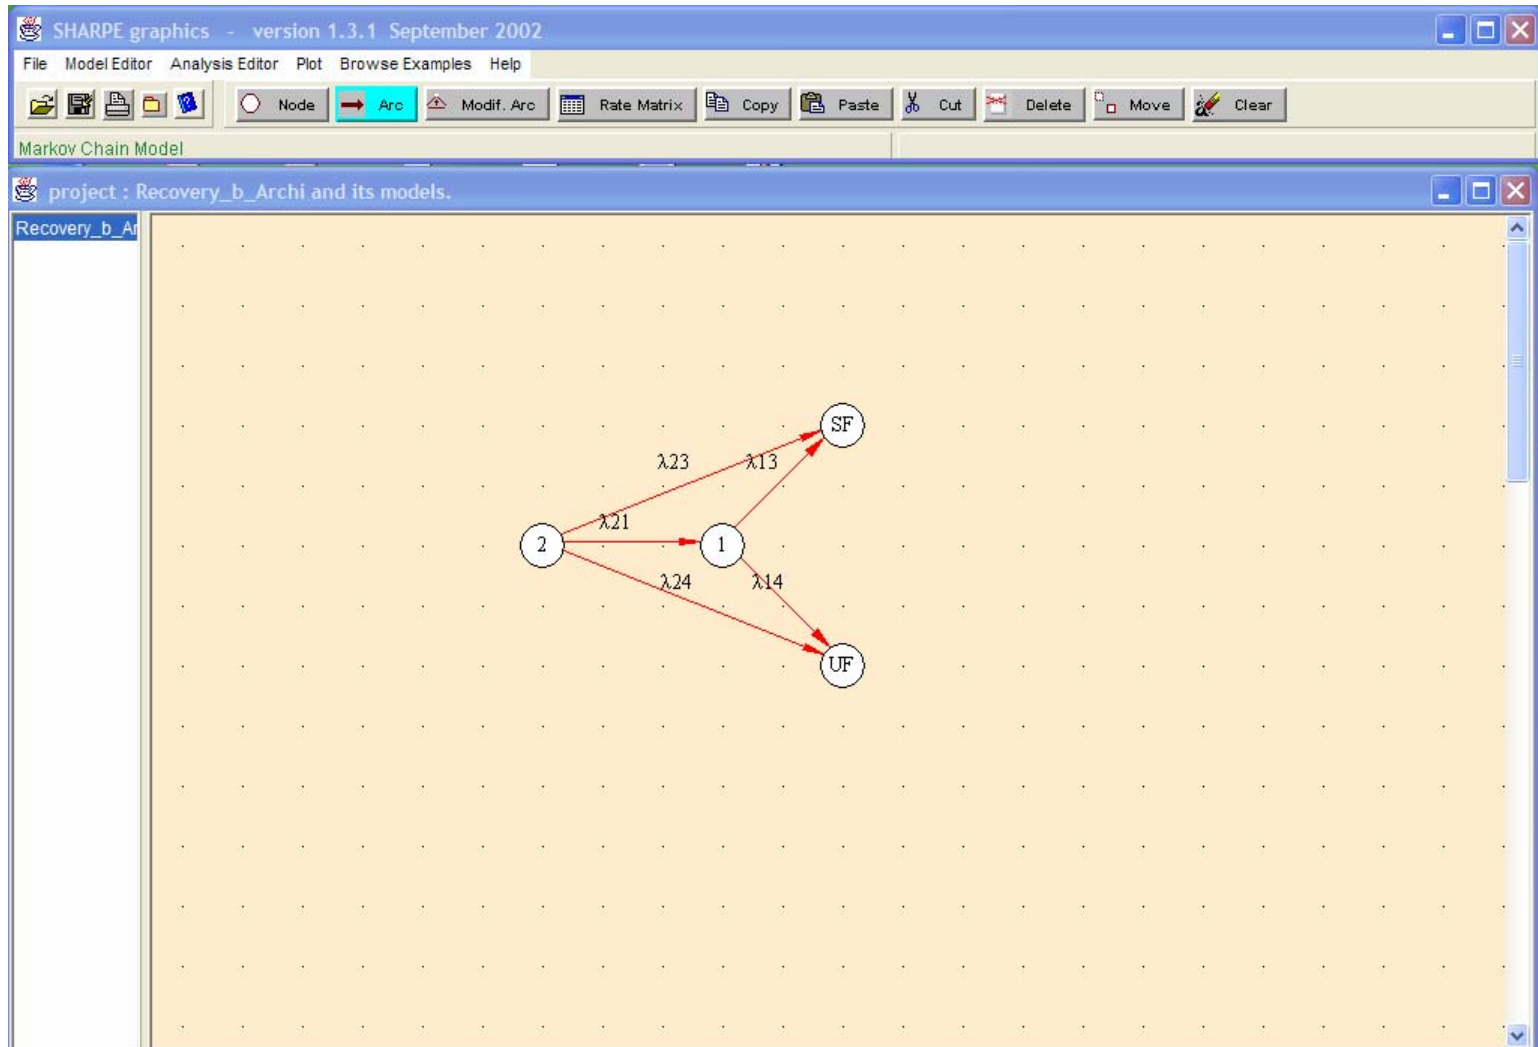 SHARPE graphics - version 1.3.1 September 2002
File Model Editor Analysis Editor Plot Browse Examples Help
Node Arc Modif. Arc Rate Matrix Copy Paste Cut Delete Move Clear
Markov Chain Model
project : Recovery_b_Archi and its models.
Recovery_b_Ar
SF
λ23 λ13
λ21
2 1
λ24 λ14
UF